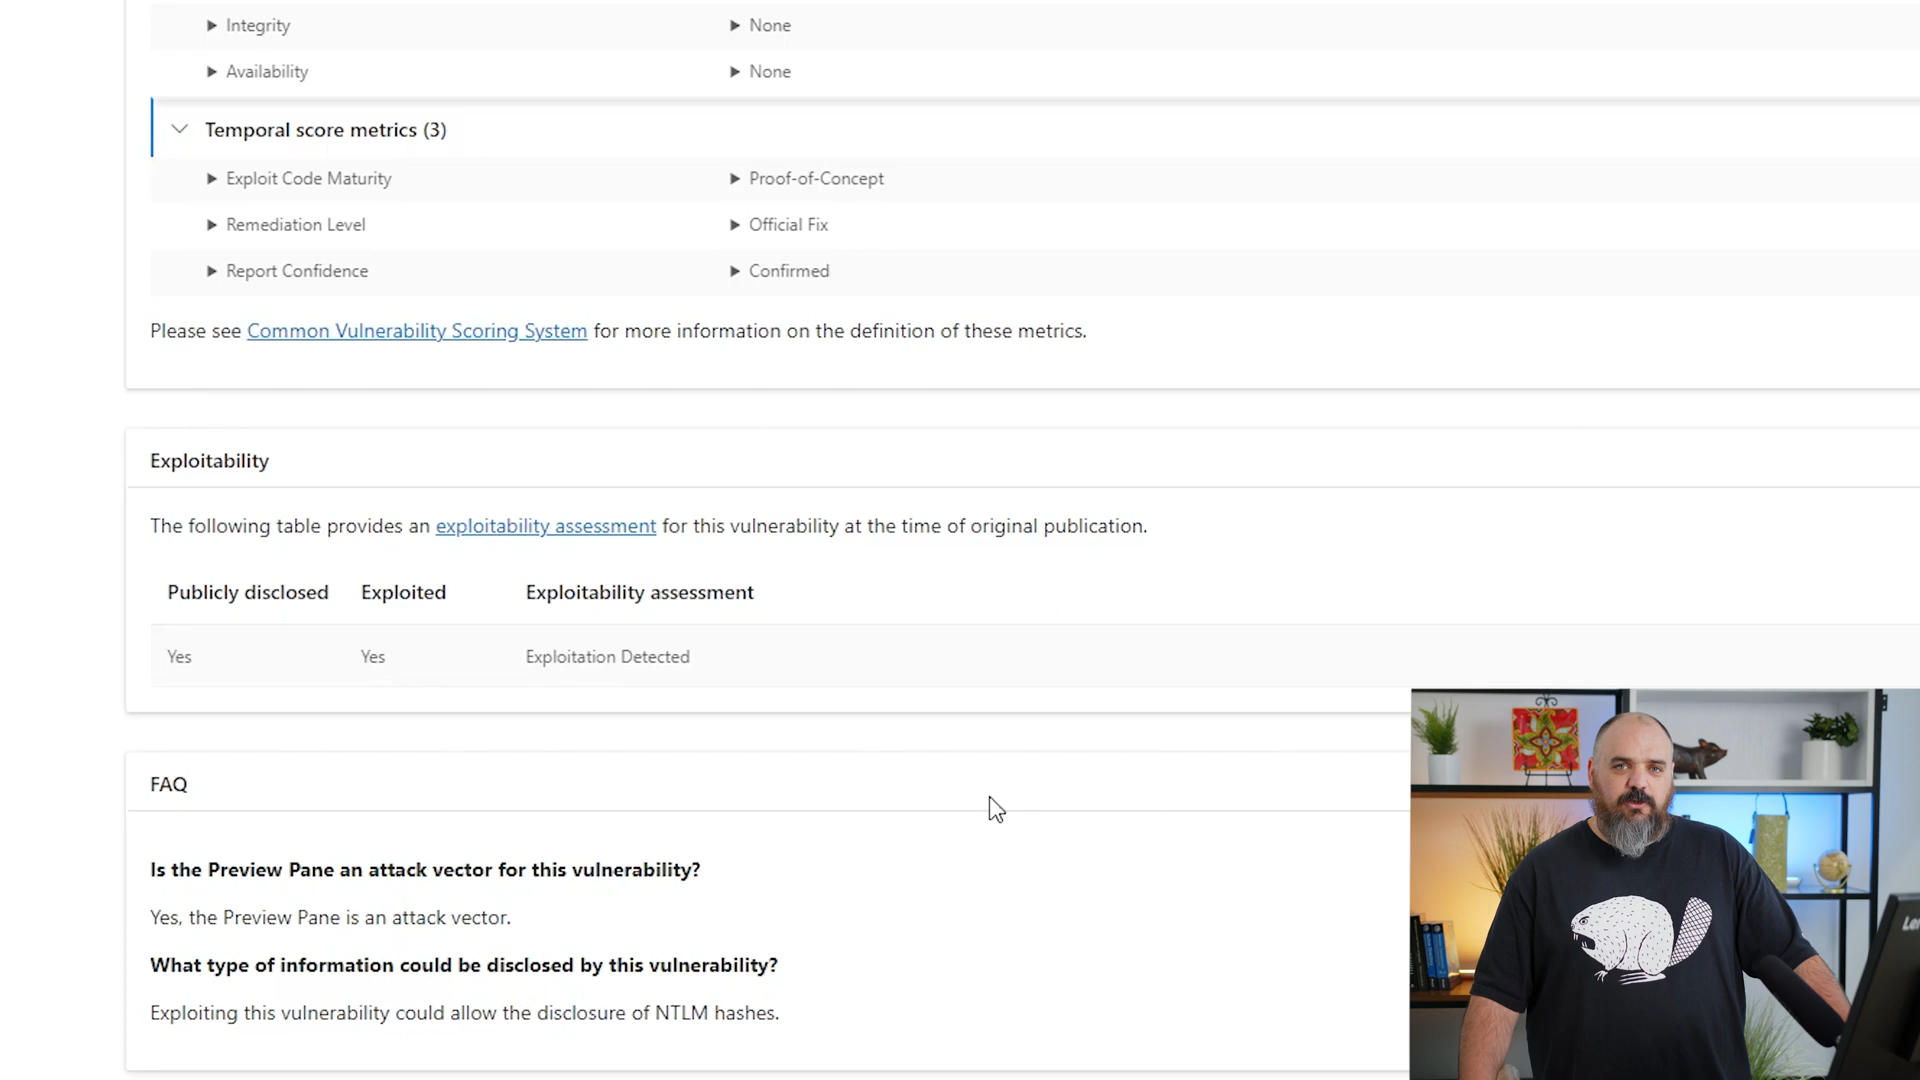 Integrity None
Availability None
Temporal score metrics (3)
Exploit Code Maturity Proof-of-Concept
Remediation Level Official Fix
Report Confidence Confirmed
Please see Common Vulnerability Scoring System for more information on the definition of these metrics.
Exploitability
The following table provides an exploitability assessment for this vulnerability at the time of original publication.
Publicly disclosed Exploited Exploitability assessment
Yes Yes Exploitation Detected
FAQ
Is the Preview Pane an attack vector for this vulnerability?
Yes, the Preview Pane is an attack vector.
What type of information could be disclosed by this vulnerability?
Exploiting this vulnerability could allow the disclosure of NTLM hashes.